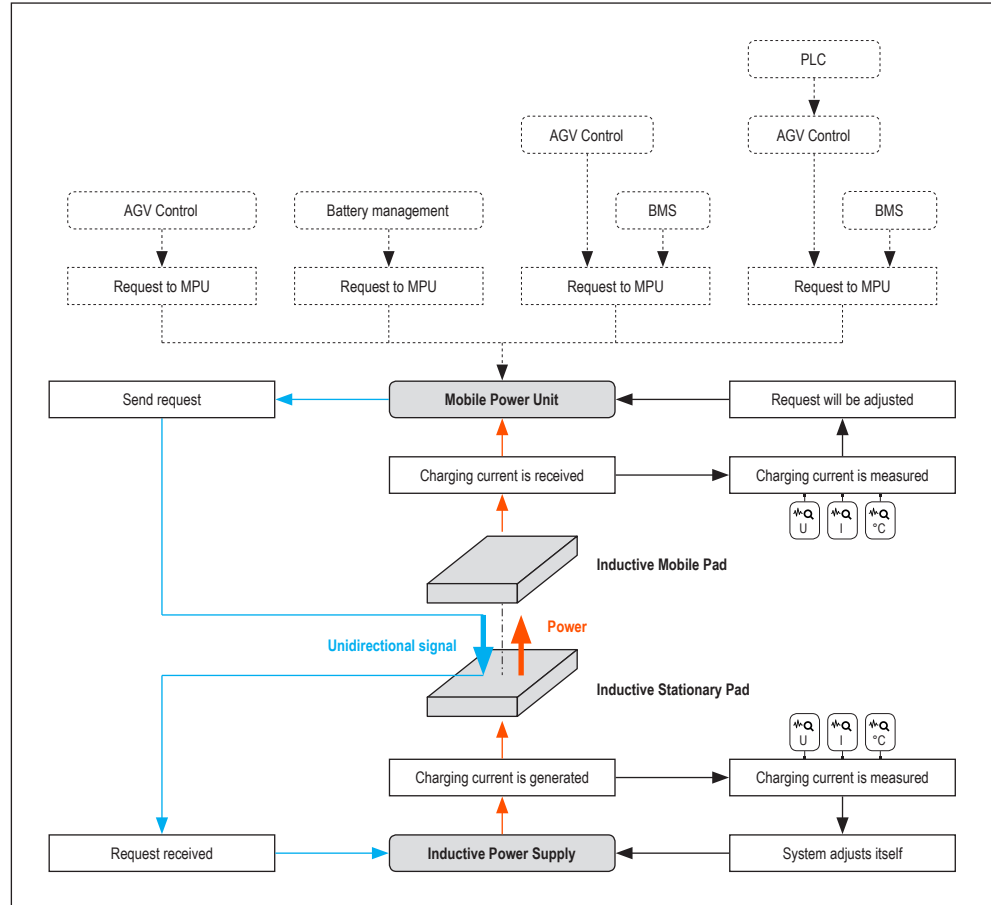 PLC
AGV Control
AGV Control
AGV Control
Battery management
BMS
BMS
Request to MPU
Request to MPU
Request to MPU
Request to MPU
Send request
Mobile Power Unit
Request will be adjusted
Charging current is received
Charging current is measured
U
I
°C
Inductive Mobile Pad
Power
Unidirectional signal
Inductive Stationary Pad
U
I
°C
Charging current is generated
Charging current is measured
Request received
Inductive Power Supply
System adjusts itself